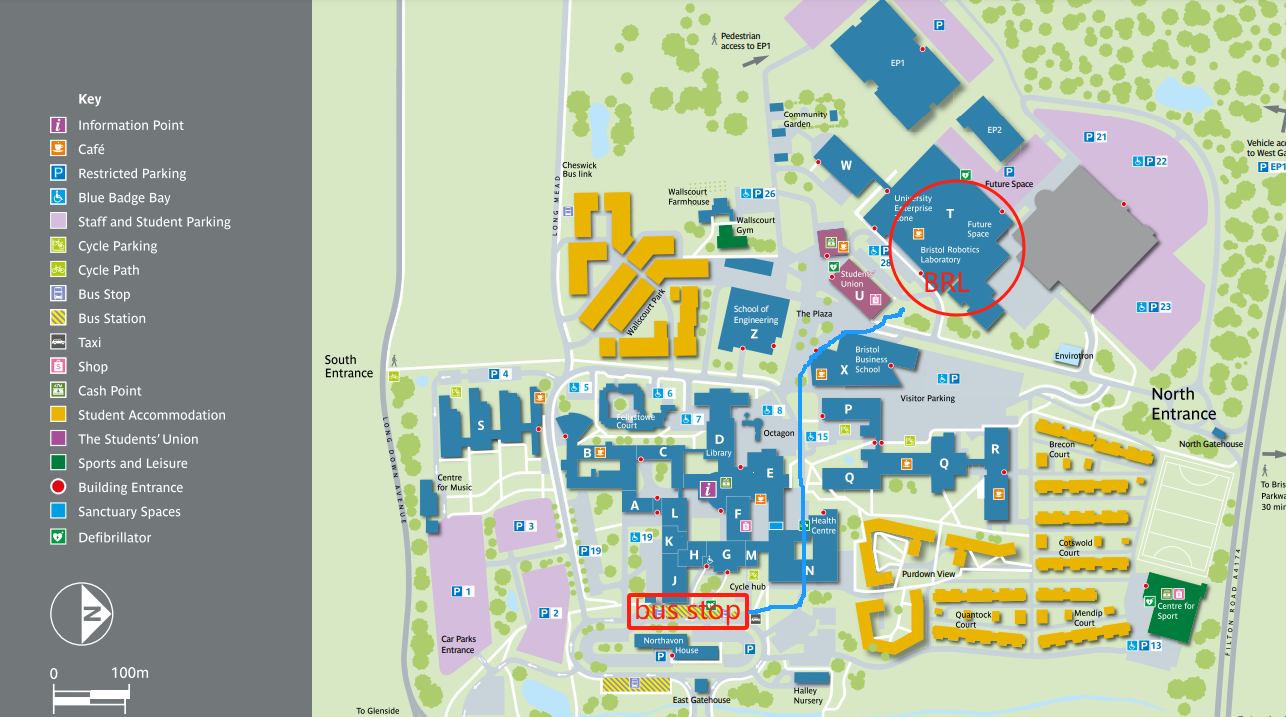 Key
Information Point
Café
Restricted Parking
Blue Badge Bay
Staff and Student Parking
Cycle Parking
Cycle Path
Bus Stop
Bus Station
Taxi
Shop
Cash Point
Student Accommodation
The Students' Union
Sports and Leisure
Building Entrance
Sanctuary Spaces
Defibrillator
N
0
100m
Pedestrian
access to EP1
P
EP1
EP2
Community
Garden
P 21
P 22
Vehicle acc
to West Ga
P EP1
Cheswick
Bus link
LONG MEAD
Wallscourt
Farmhouse
P 26
Wallscourt
Gym
W
P
Future Space
University
Enterprise
Zone
T
Future
Space
Bristol Robotics
Laboratory
BRL
P
28
Students'
Union
U
The Plaza
P 23
Wallscourt Park
School of
Engineering
Z
South
Entrance
P 4
5
6
7
8
Bristol
Business
School
X
P
Visitor Parking
Envirotron
North
Entrance
North Gatehouse
S
Felixstowe
Court
D
Library
Octagon
15
P
B
C
E
Q
Q
R
Brecon
Court
LONG DOWN AVENUE
Centre
for Music
A
L
F
i
Health
Centre
P 3
P 19
19
K
H
G
M
N
J
Cycle hub
Purdown View
Cotswold
Court
To Bris
Parkwa
30 min
P 1
P 2
bus stop
Quantock
Court
Mendip
Court
Centre for
Sport
P 13
FILTON ROAD A4174
Car Parks
Entrance
Northavon
House
P
P
East Gatehouse
Halley
Nursery
To Glenside